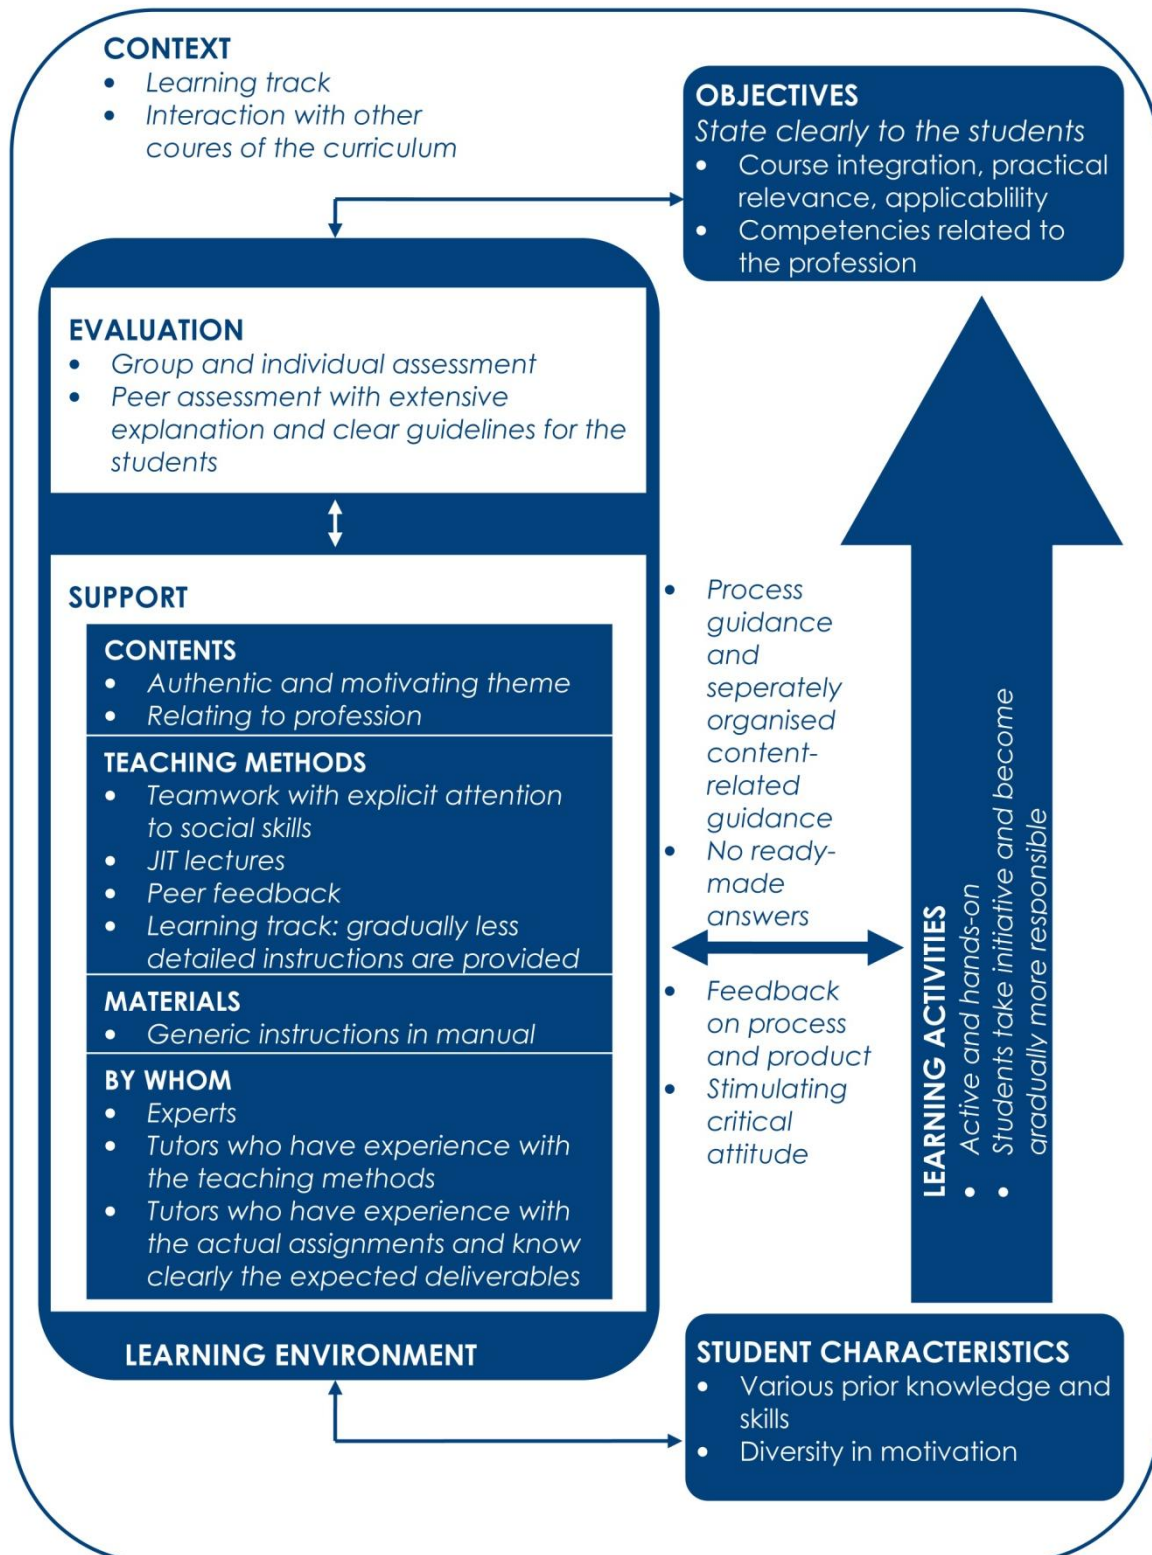 CONTEXT
• Learning track
• Interaction with other
coures of the curriculum
OBJECTIVES
State clearly to the students
• Course integration, practical
relevance, applicablility
• Competencies related to
the profession
EVALUATION
• Group and individual assessment
• Peer assessment with extensive
explanation and clear guidelines for the
students
SUPPORT
CONTENTS
• Authentic and motivating theme
• Relating to profession
TEACHING METHODS
• Teamwork with explicit attention
to social skills
• JIT lectures
• Peer feedback
• Learning track: gradually less
detailed instructions are provided
MATERIALS
• Generic instructions in manual
BY WHOM
• Experts
• Tutors who have experience with
the teaching methods
• Tutors who have experience with
the actual assignments and know
clearly the expected deliverables
LEARNING ENVIRONMENT
• Process
guidance
and
seperately
organised
content-
related
guidance
• No ready-
made
answers
• Feedback
on process
and product
• Stimulating
critical
attitude
LEARNING ACTIVITIES
• Active and hands-on
• Students take initiative and become
gradually more responsible
STUDENT CHARACTERISTICS
• Various prior knowledge and
skills
• Diversity in motivation